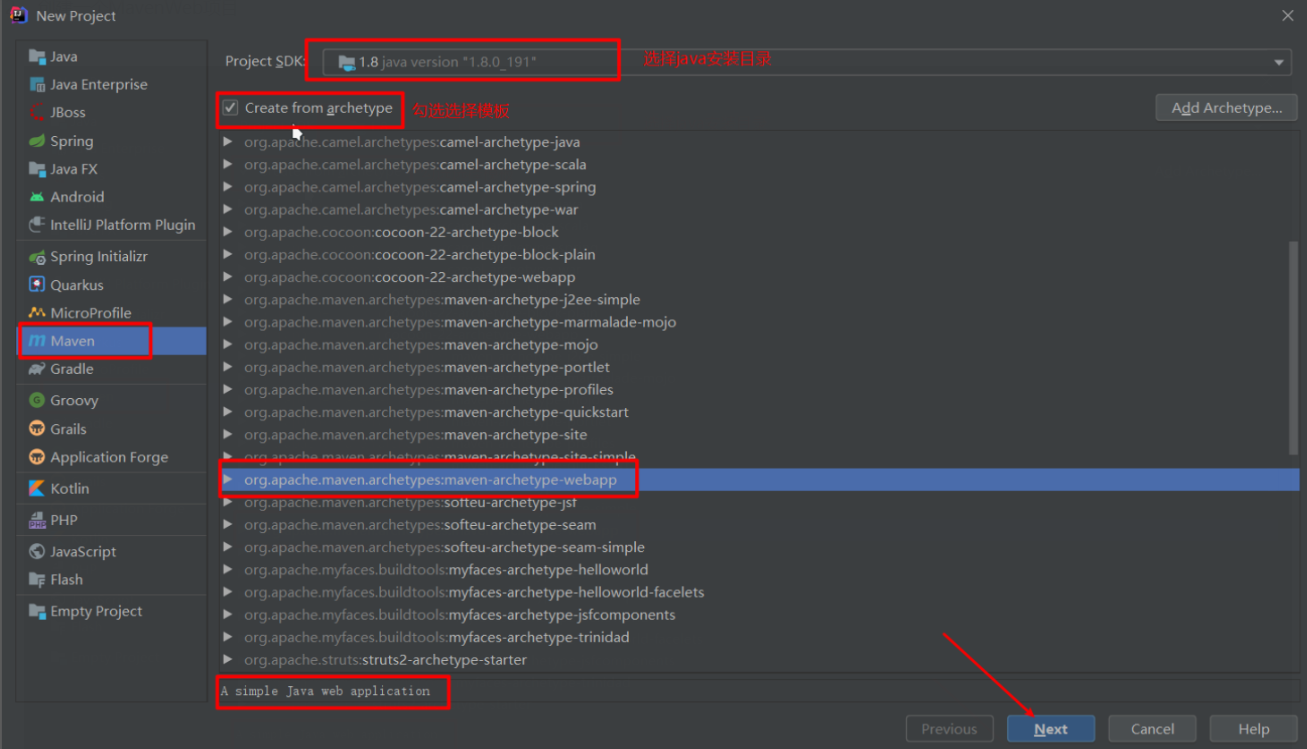 New Project
Java
Java Enterprise
JBoss
Spring
Java FX
Android
IntelliJ Platform Plugin
Spring Initializr
Quarkus
MicroProfile
Maven
Gradle
Groovy
Grails
Application Forge
Kotlin
PHP
JavaScript
Flash
Empty Project
Project SDK: 1.8 java version "1.8.0_191" 选择java安装目录
Create from archetype 勾选选择模板 Add Archetype...
org.apache.camel.archetypes:camel-archetype-java
org.apache.camel.archetypes:camel-archetype-scala
org.apache.camel.archetypes:camel-archetype-spring
org.apache.camel.archetypes:camel-archetype-war
org.apache.cocoon:cocoon-22-archetype-block
org.apache.cocoon:cocoon-22-archetype-block-plain
org.apache.cocoon:cocoon-22-archetype-webapp
org.apache.maven.archetypes:maven-archetype-j2ee-simple
org.apache.maven.archetypes:maven-archetype-marmalade-mojo
org.apache.maven.archetypes:maven-archetype-mojo
org.apache.maven.archetypes:maven-archetype-portlet
org.apache.maven.archetypes:maven-archetype-profiles
org.apache.maven.archetypes:maven-archetype-quickstart
org.apache.maven.archetypes:maven-archetype-site
org.apache.maven.archetypes:maven-archetype-site-simple
org.apache.maven.archetypes:maven-archetype-webapp
org.apache.maven.archetypes:softeu-archetype-jsf
org.apache.maven.archetypes:softeu-archetype-seam
org.apache.maven.archetypes:softeu-archetype-seam-simple
org.apache.myfaces.buildtools:myfaces-archetype-helloworld
org.apache.myfaces.buildtools:myfaces-archetype-helloworld-facelets
org.apache.myfaces.buildtools:myfaces-archetype-jsfcomponents
org.apache.myfaces.buildtools:myfaces-archetype-trinidad
org.apache.struts:struts2-archetype-starter
A simple Java web application
Previous Next Cancel Help